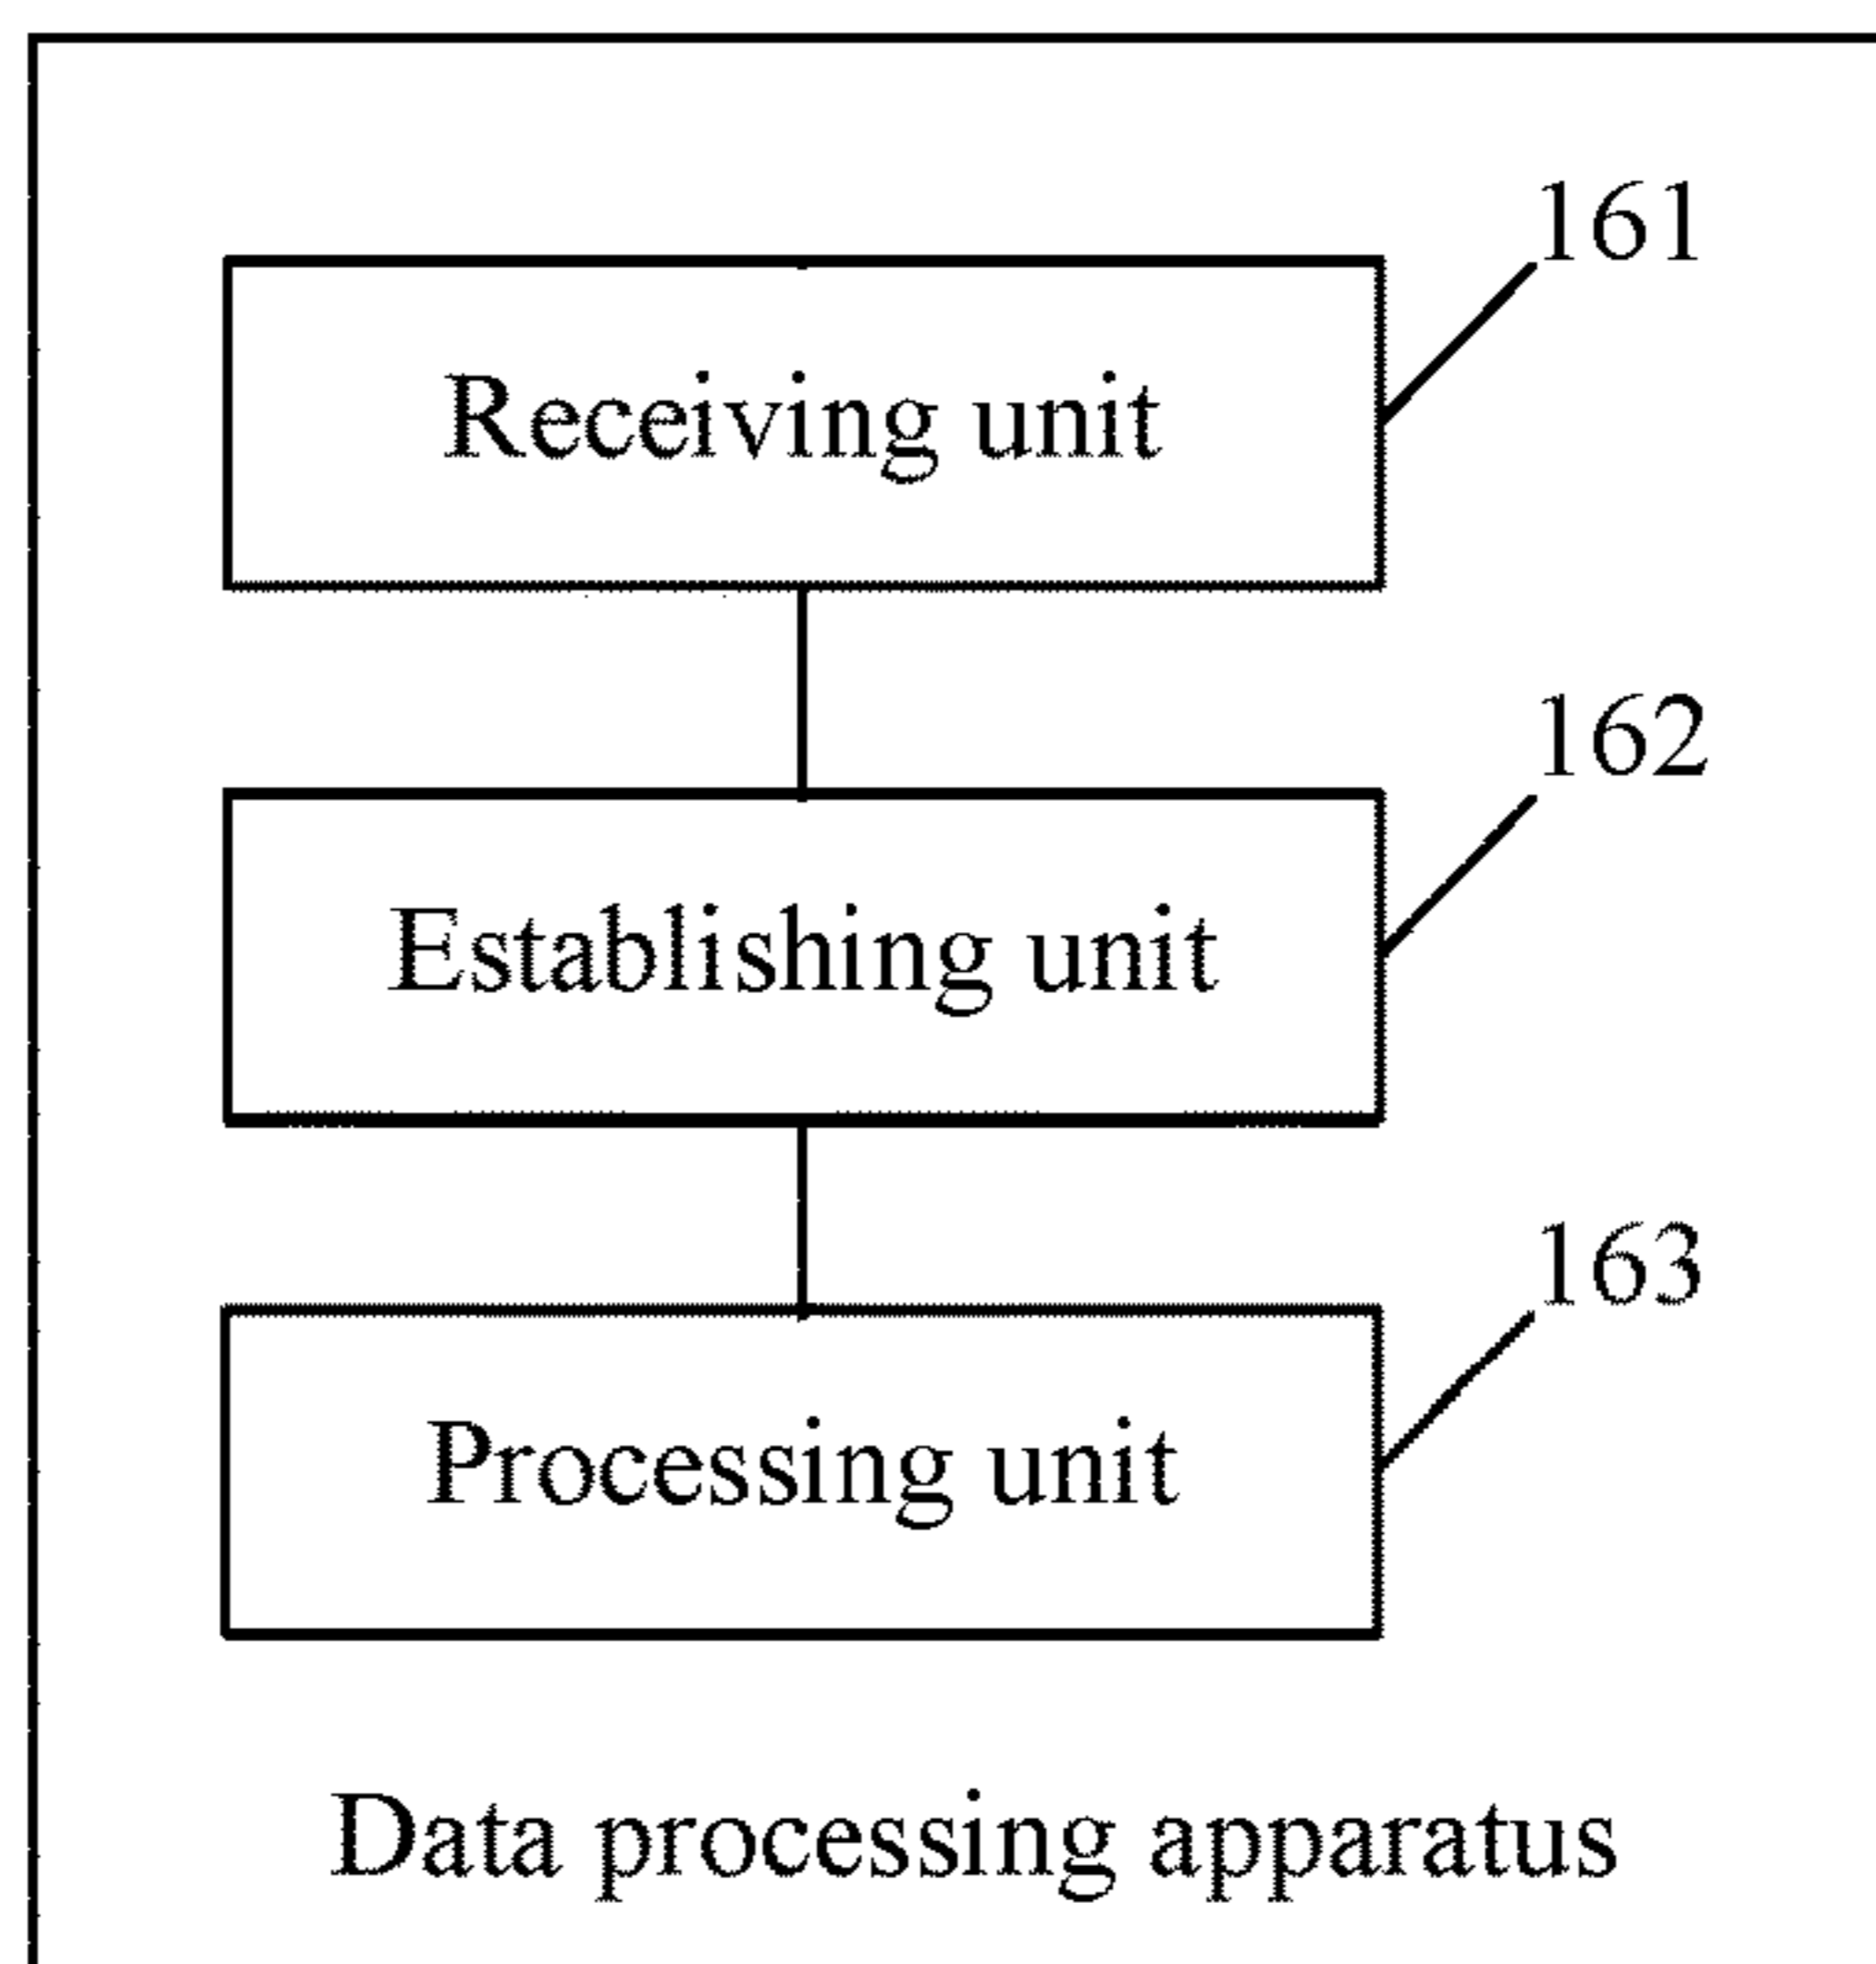 161
Receiving unit
162
Establishing unit
163
Processing unit
Data processing apparatus